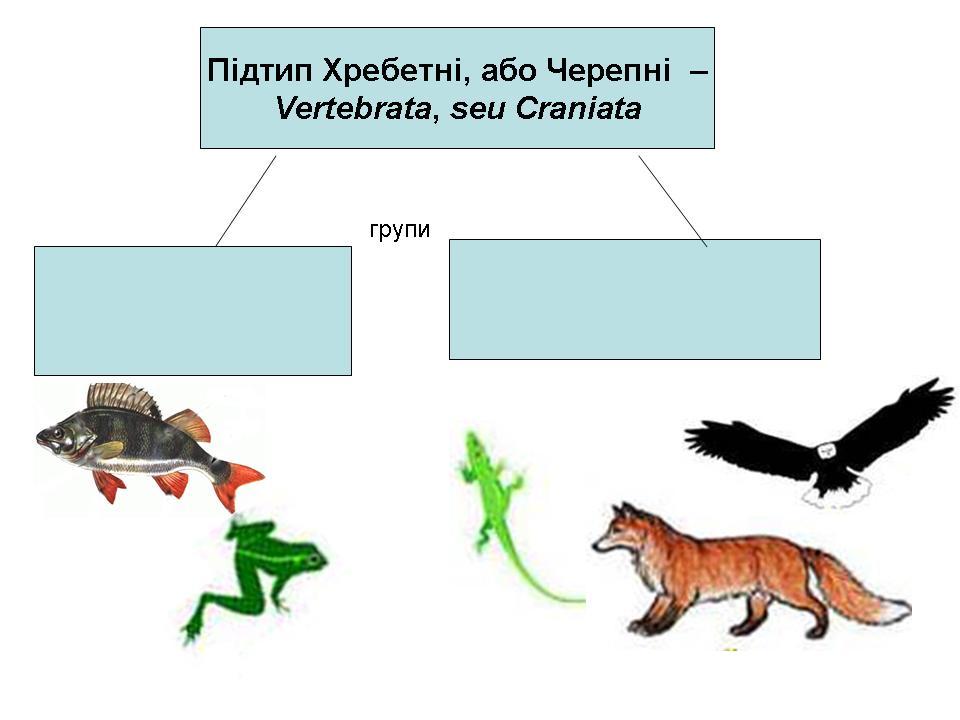 Підтип Хребетні, або Черепні –
Vertebrata, seu Craniata
групи